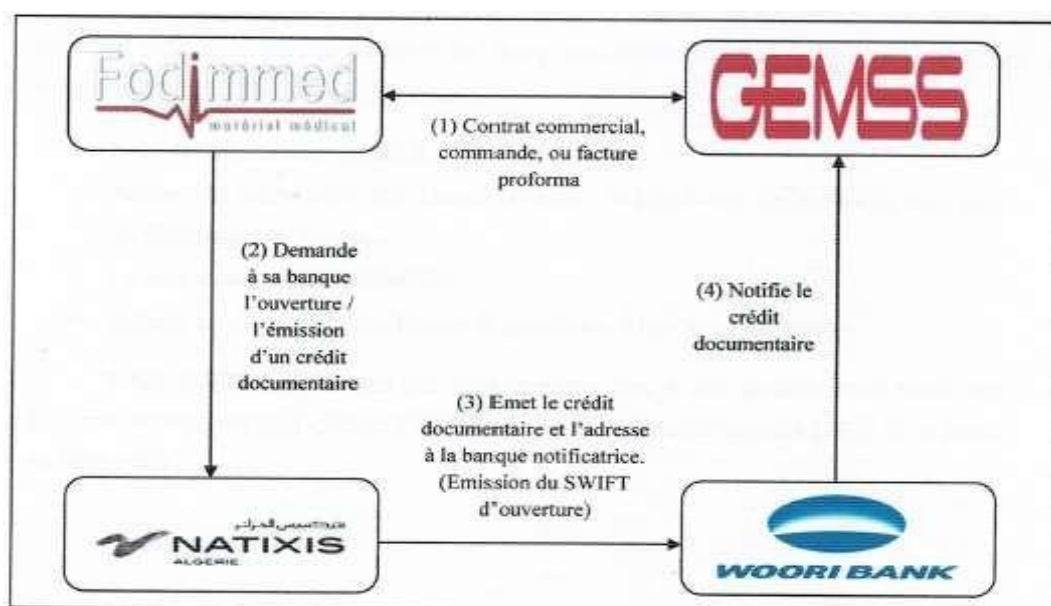 Fodimmed
matérial médical
GEMSS
(1) Contrat commercial,
commande, ou facture
proforma
(2) Demande
à sa banque
l'ouverture /
l'émission
d'un crédit
documentaire
(4) Notifie le
crédit
documentaire
(3) Emet le crédit
documentaire et l'adresse
à la banque notificatrice.
(Emission du SWIFT
d"ouverture)
NATIXIS
ALGERIE
WOORI BANK